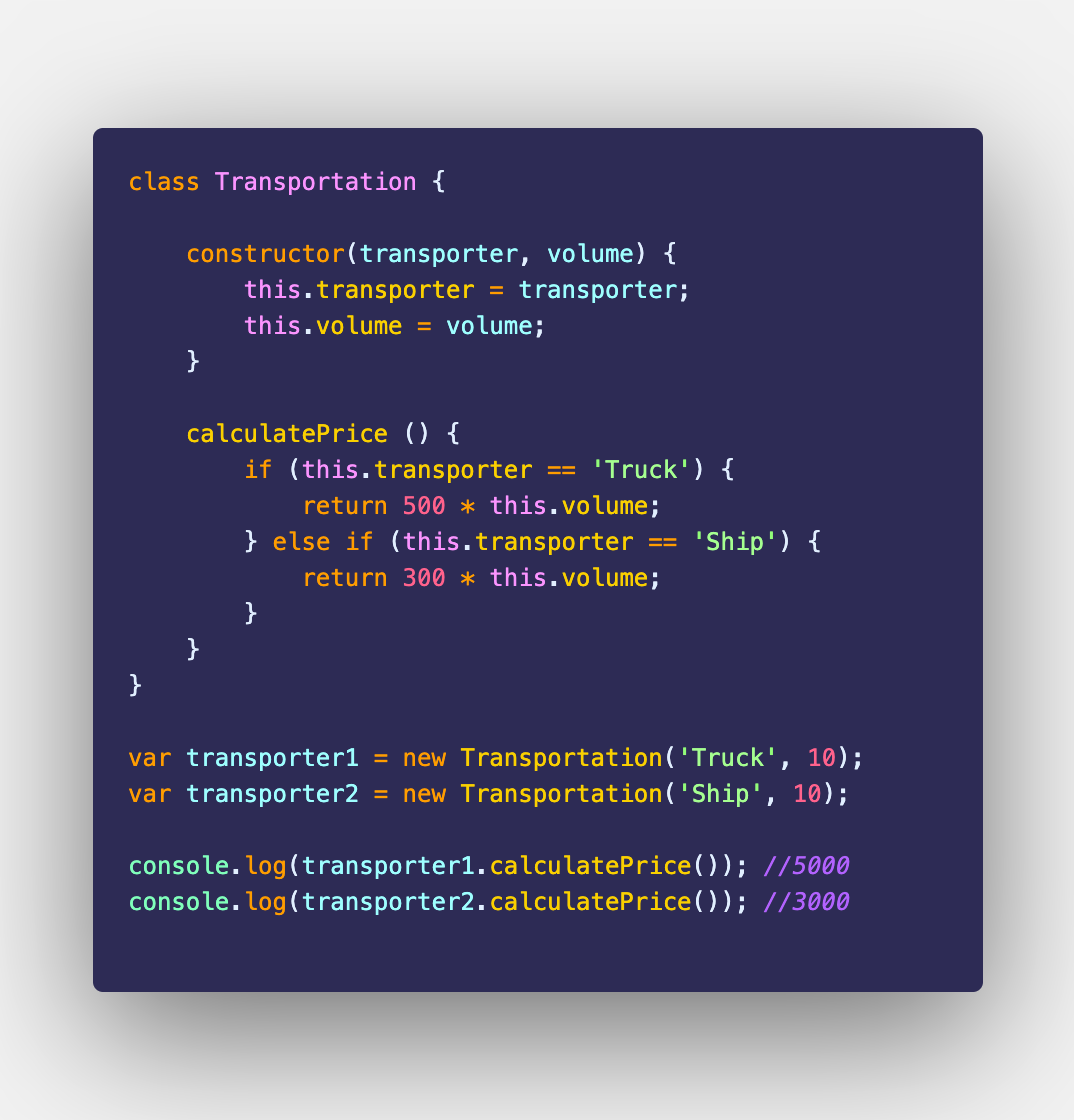 class Transportation {
constructor(transporter, volume) {
this.transporter = transporter;
this.volume = volume;
}
calculatePrice () {
if (this.transporter == 'Truck') {
return 500 * this.volume;
} else if (this.transporter == 'Ship') {
return 300 * this.volume;
}
}
}
var transporter1 = new Transportation('Truck', 10);
var transporter2 = new Transportation('Ship', 10);
console.log(transporter1.calculatePrice()); //5000
console.log(transporter2.calculatePrice()); //3000